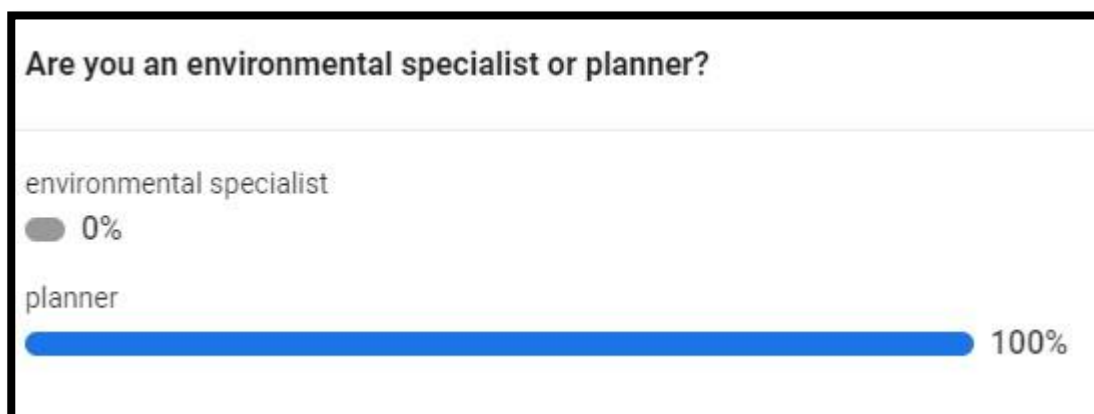 Are you an environmental specialist or planner?
environmental specialist
0%
planner
100%